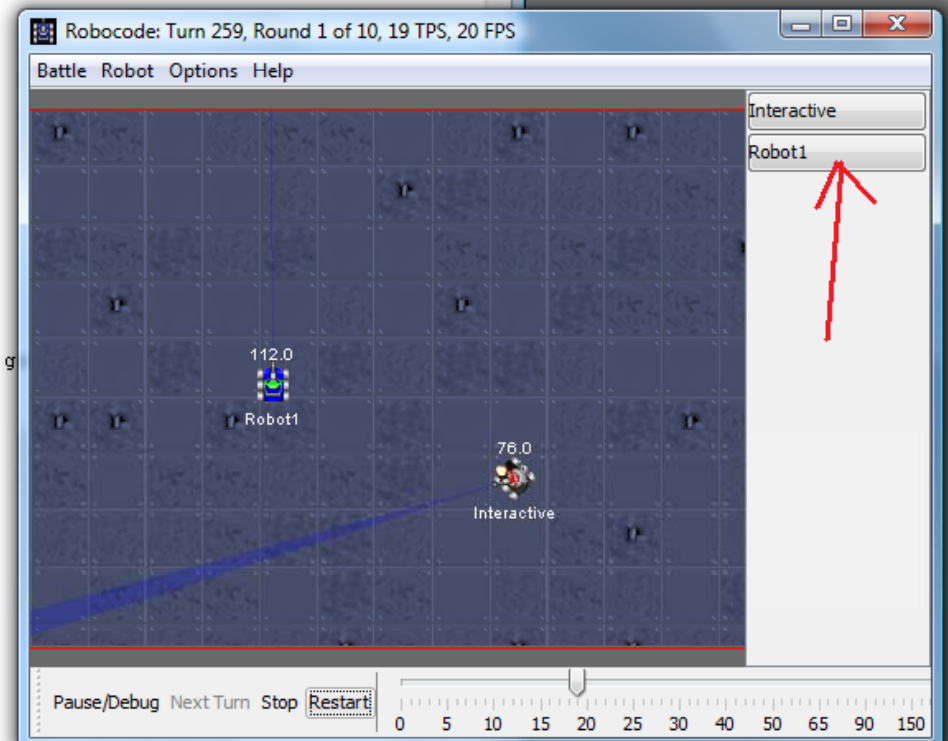 Robocode: Turn 259, Round 1 of 10, 19 TPS, 20 FPS
Battle Robot Options Help
Interactive
Robot1
g
112.0
Robot1
76.0
Interactive
Pause/Debug Next Turn Stop Restart
0 5 10 15 20 25 30 40 50 65 90 150